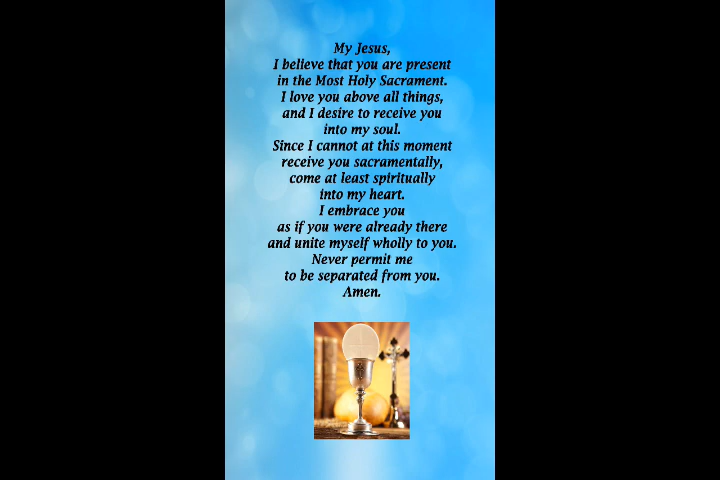 My Jesus,
I believe that you are present
in the Most Holy Sacrament.
I love you above all things,
and I desire to receive you
into my soul.
Since I cannot at this moment
receive you sacramentally,
come at least spiritually
into my heart.
I embrace you
as if you were already there
and unite myself wholly to you.
Never permit me
to be separated from you.
Amen.